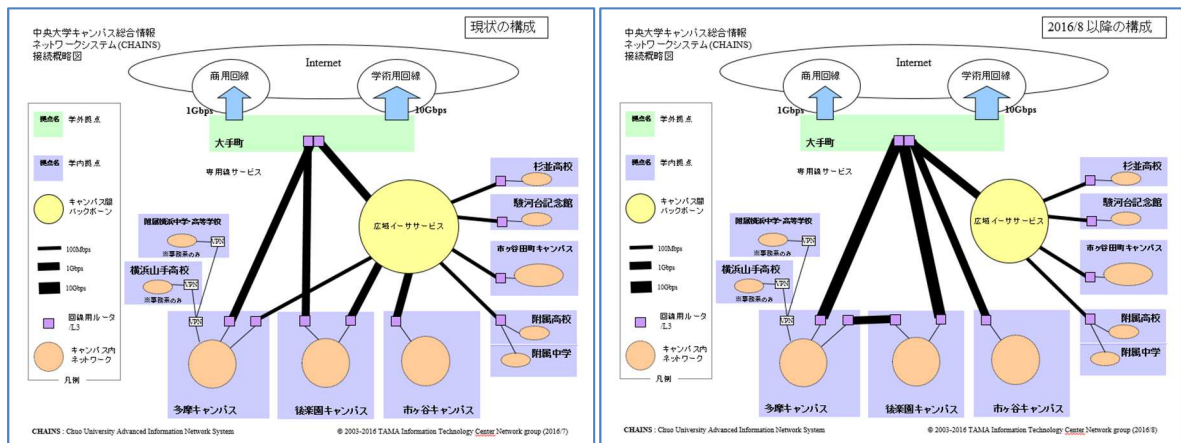 中央大学キャンパス総合情報
ネットワークシステム(CHAINS)
接続概略図
現状の構成
Internet
商用回線
学術用回線
1Gbps
10Gbps
大手町
専用線サービス
拠点名
学外拠点
拠点名
学内拠点
キャンパス間
バックボーン
100Mbps
1Gbps
10Gbps
回線用ルータ
/L3
キャンパス内
ネットワーク
凡例
附属横浜中学・高等学校
※事務系のみ
VPN
横浜山手高校
※事務系のみ
VPN
VPN
広域イーササービス
杉並高校
駿河台記念館
市ヶ谷田町キャンパス
附属高校
附属中学
多摩キャンパス
後楽園キャンパス
市ヶ谷キャンパス
CHAINS : Chuo University Advanced Information Network System
© 2003-2016 TAMA Information Technology Center Network group (2016/7)
中央大学キャンパス総合情報
ネットワークシステム(CHAINS)
接続概略図
2016/8 以降の構成
Internet
商用回線
学術用回線
1Gbps
10Gbps
大手町
専用線サービス
拠点名
学外拠点
拠点名
学内拠点
キャンパス間
バックボーン
100Mbps
1Gbps
10Gbps
回線用ルータ
/L3
キャンパス内
ネットワーク
凡例
附属横浜中学・高等学校
※事務系のみ
VPN
横浜山手高校
※事務系のみ
VPN
VPN
広域イーササービス
杉並高校
駿河台記念館
市ヶ谷田町キャンパス
附属高校
附属中学
多摩キャンパス
後楽園キャンパス
市ヶ谷キャンパス
CHAINS : Chuo University Advanced Information Network System
© 2003-2016 TAMA Information Technology Center Network group (2016/8)